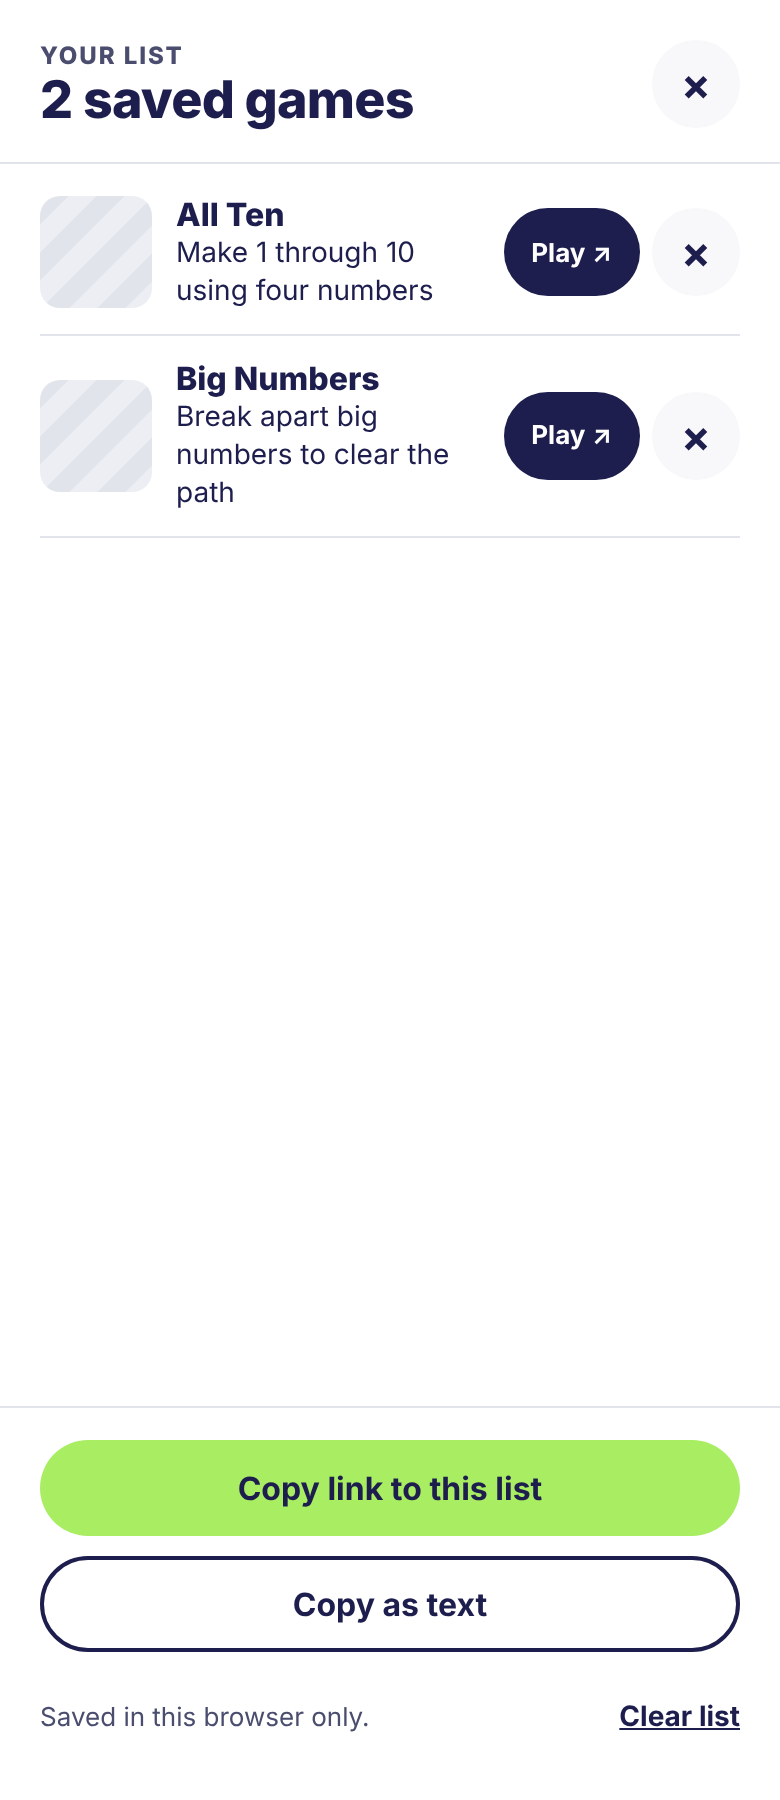 YOUR LIST
2 saved games
×
All Ten
Make 1 through 10
using four numbers
Play ↗
×
Big Numbers
Break apart big
numbers to clear the
path
Play ↗
×
Copy link to this list
Copy as text
Saved in this browser only.
Clear list